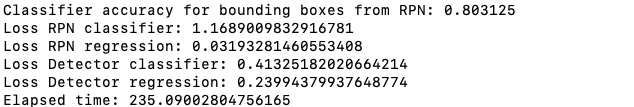 Classifier accuracy for bounding boxes from RPN: 0.803125
Loss RPN classifier: 1.1689009832916781
Loss RPN regression: 0.03193281460553408
Loss Detector classifier: 0.41325182020664214
Loss Detector regression: 0.23994379937648774
Elapsed time: 235.09002804756165